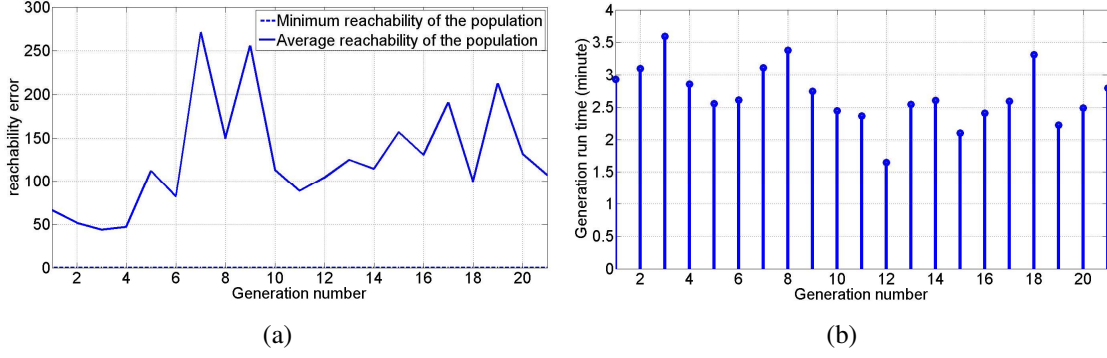 300
250
200
150
100
50
0
2 4 6 8 10 12 14 16 18 20
Generation number
reachability error
Minimum reachability of the population
Average reachability of the population
(a)
4
3.5
3
2.5
2
1.5
1
0.5
0
2 4 6 8 10 12 14 16 18 20
Generation number
Generation run time (minute)
(b)